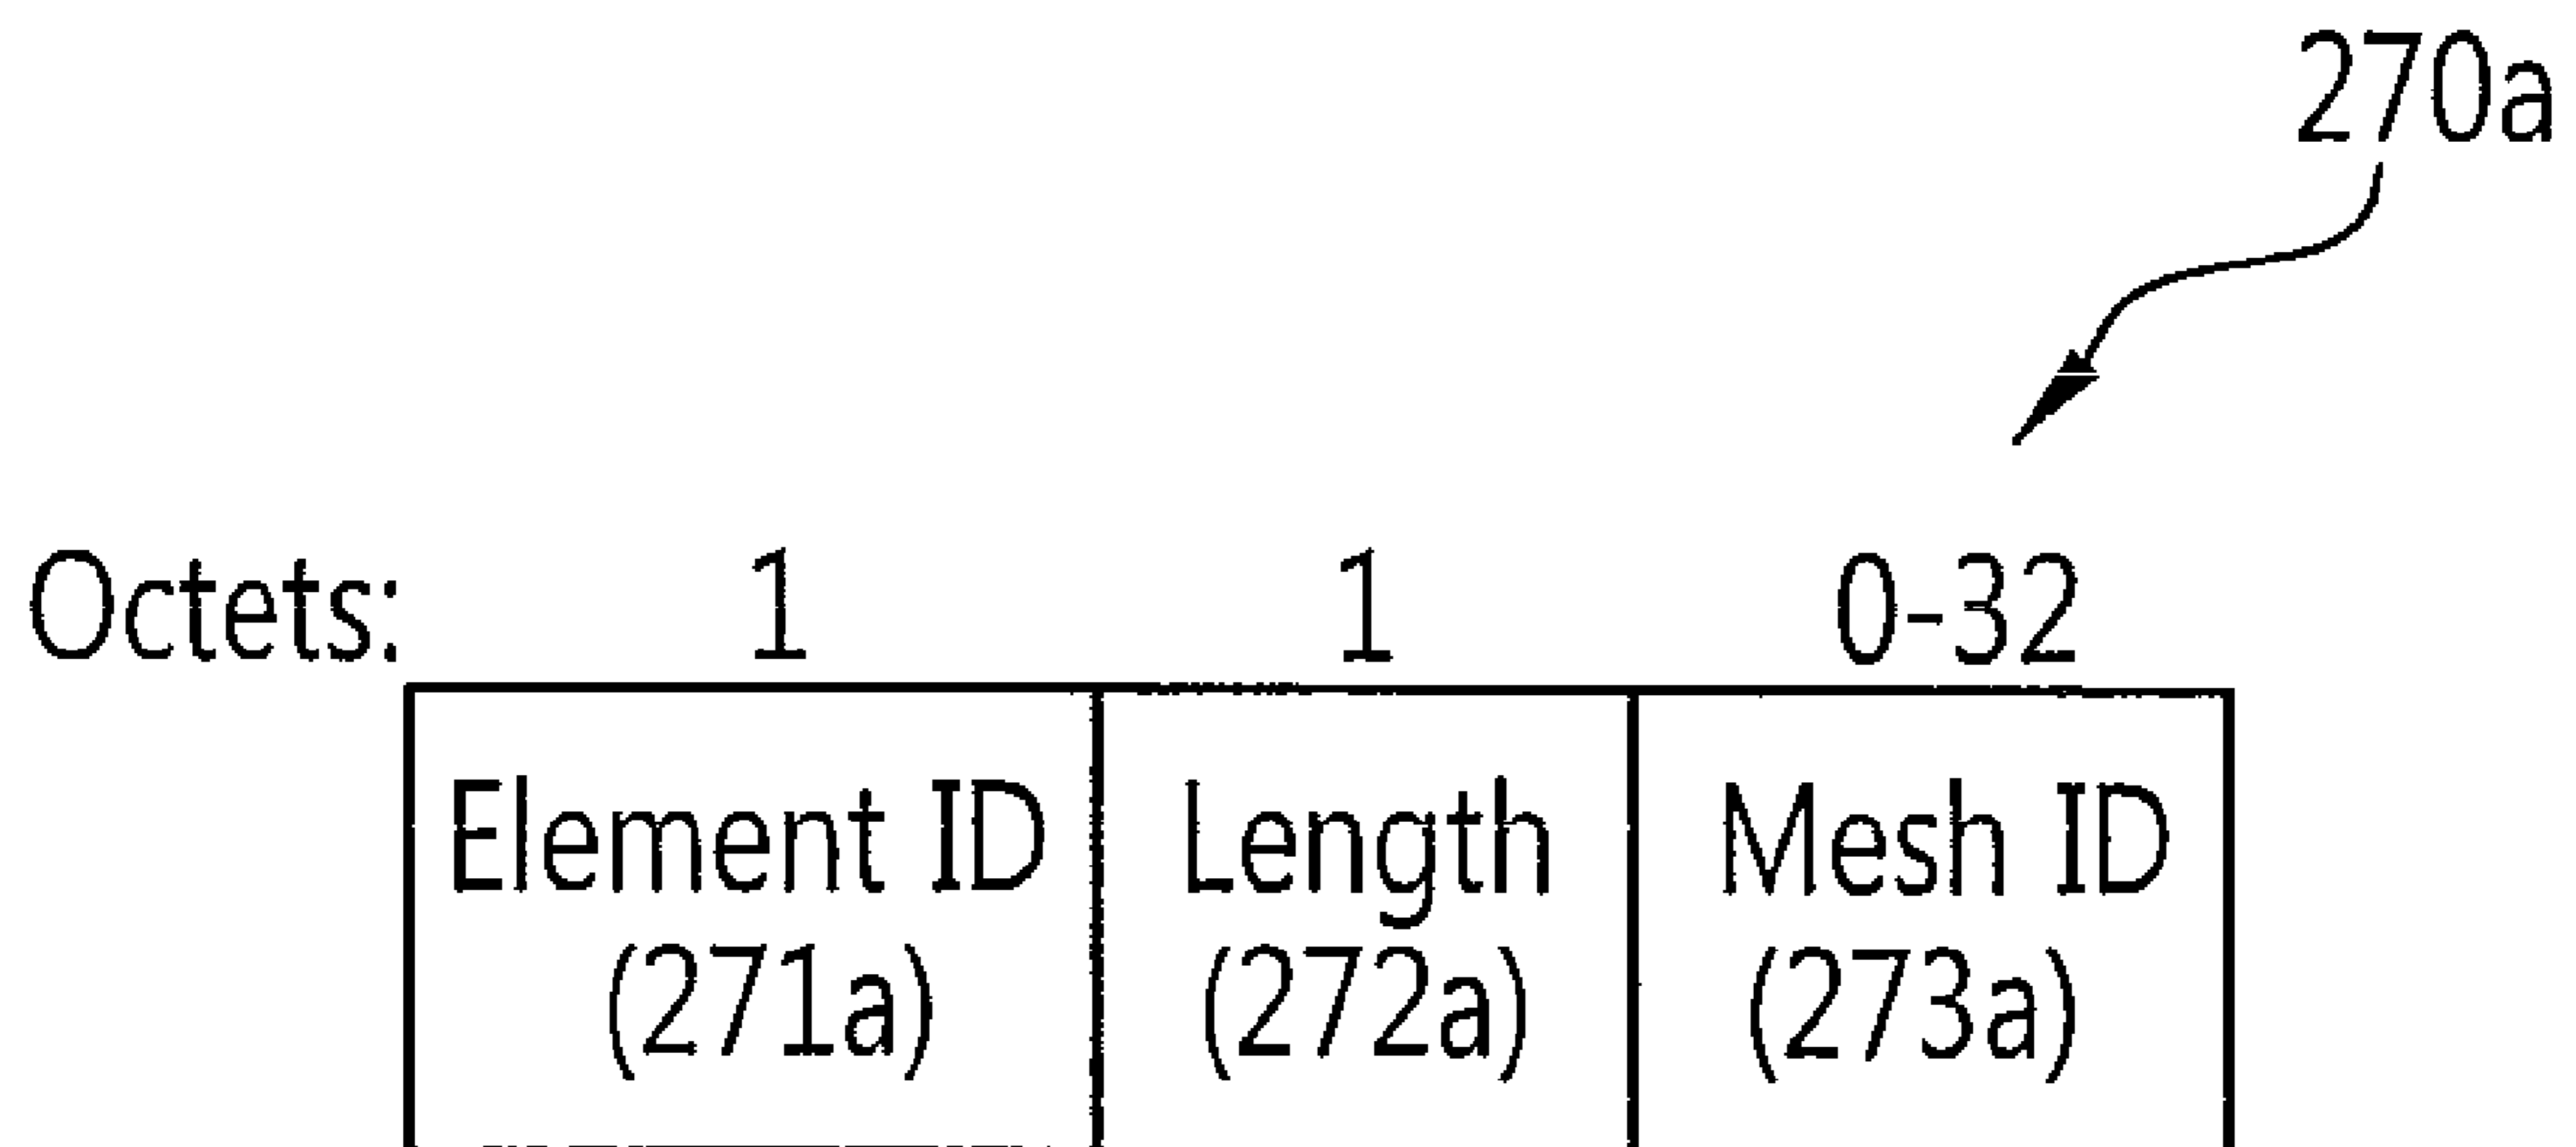 270a
Octets: 1 1 0-32
Element ID Length Mesh ID
(271a) (272a) (273a)